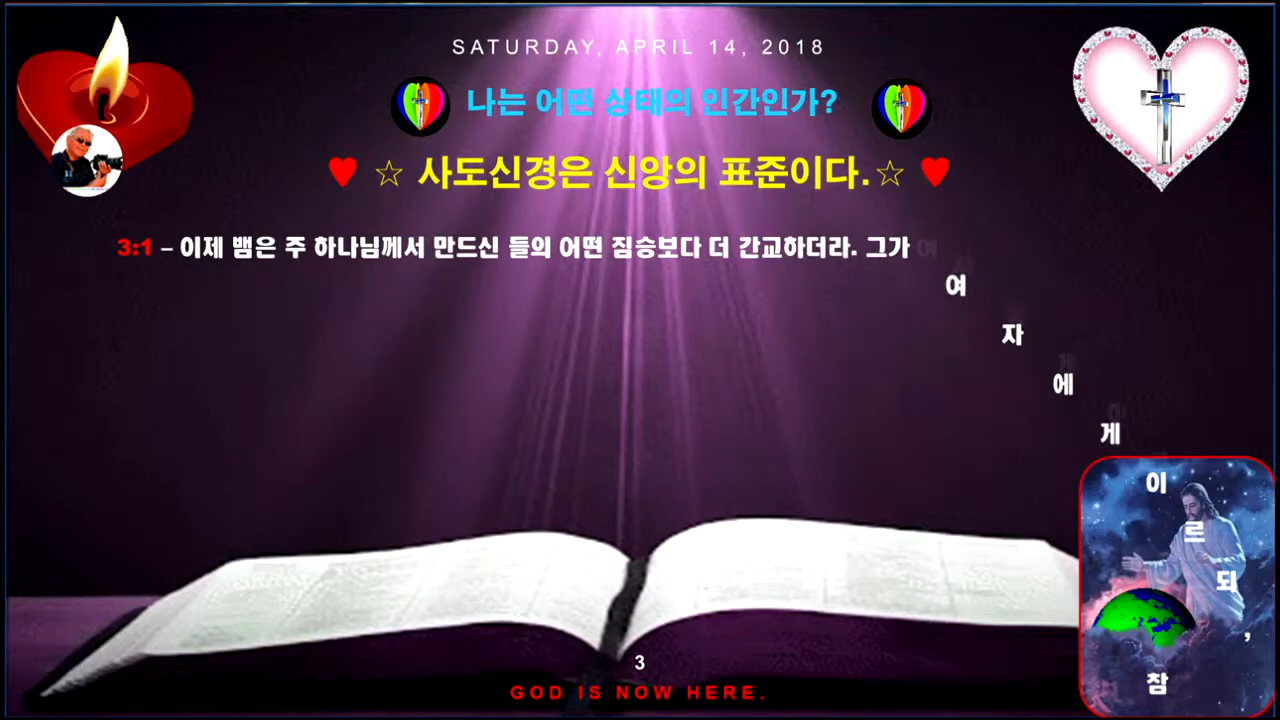 SATURDAY, APRIL 14, 2018
나는 어떤 상태의 인간인가?
♥ ☆ 사도신경은 신앙의 표준이다.☆ ♥
3:1 – 이제 뱀은 주 하나님께서 만드신 들의 어떤 짐승보다 더 간교하더라. 그가
여
자
에
게
이
르
되
,
참
3
GOD IS NOW HERE.